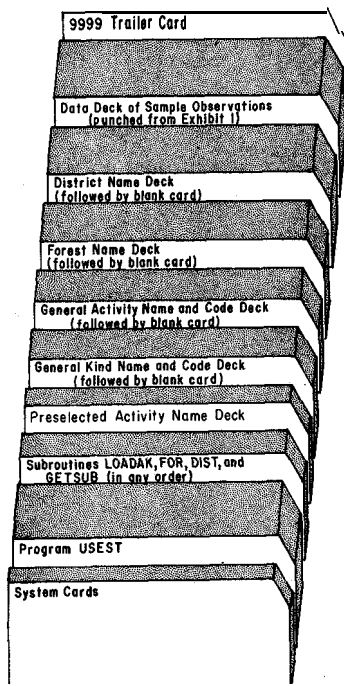 9999 Trailer Card
Data Deck of Sample Observations
(punched from Exhibit I)
District Name Deck
(followed by blank card)
Forest Name Deck
(followed by blank card)
General Activity Name and Code Deck
(followed by blank card)
General Kind Name and Code Deck
(followed by blank card)
Preselected Activity Name Deck
Subroutines LOADAK, FOR, DIST, and
GETSUB (in any order)
Program USEST
System Cards